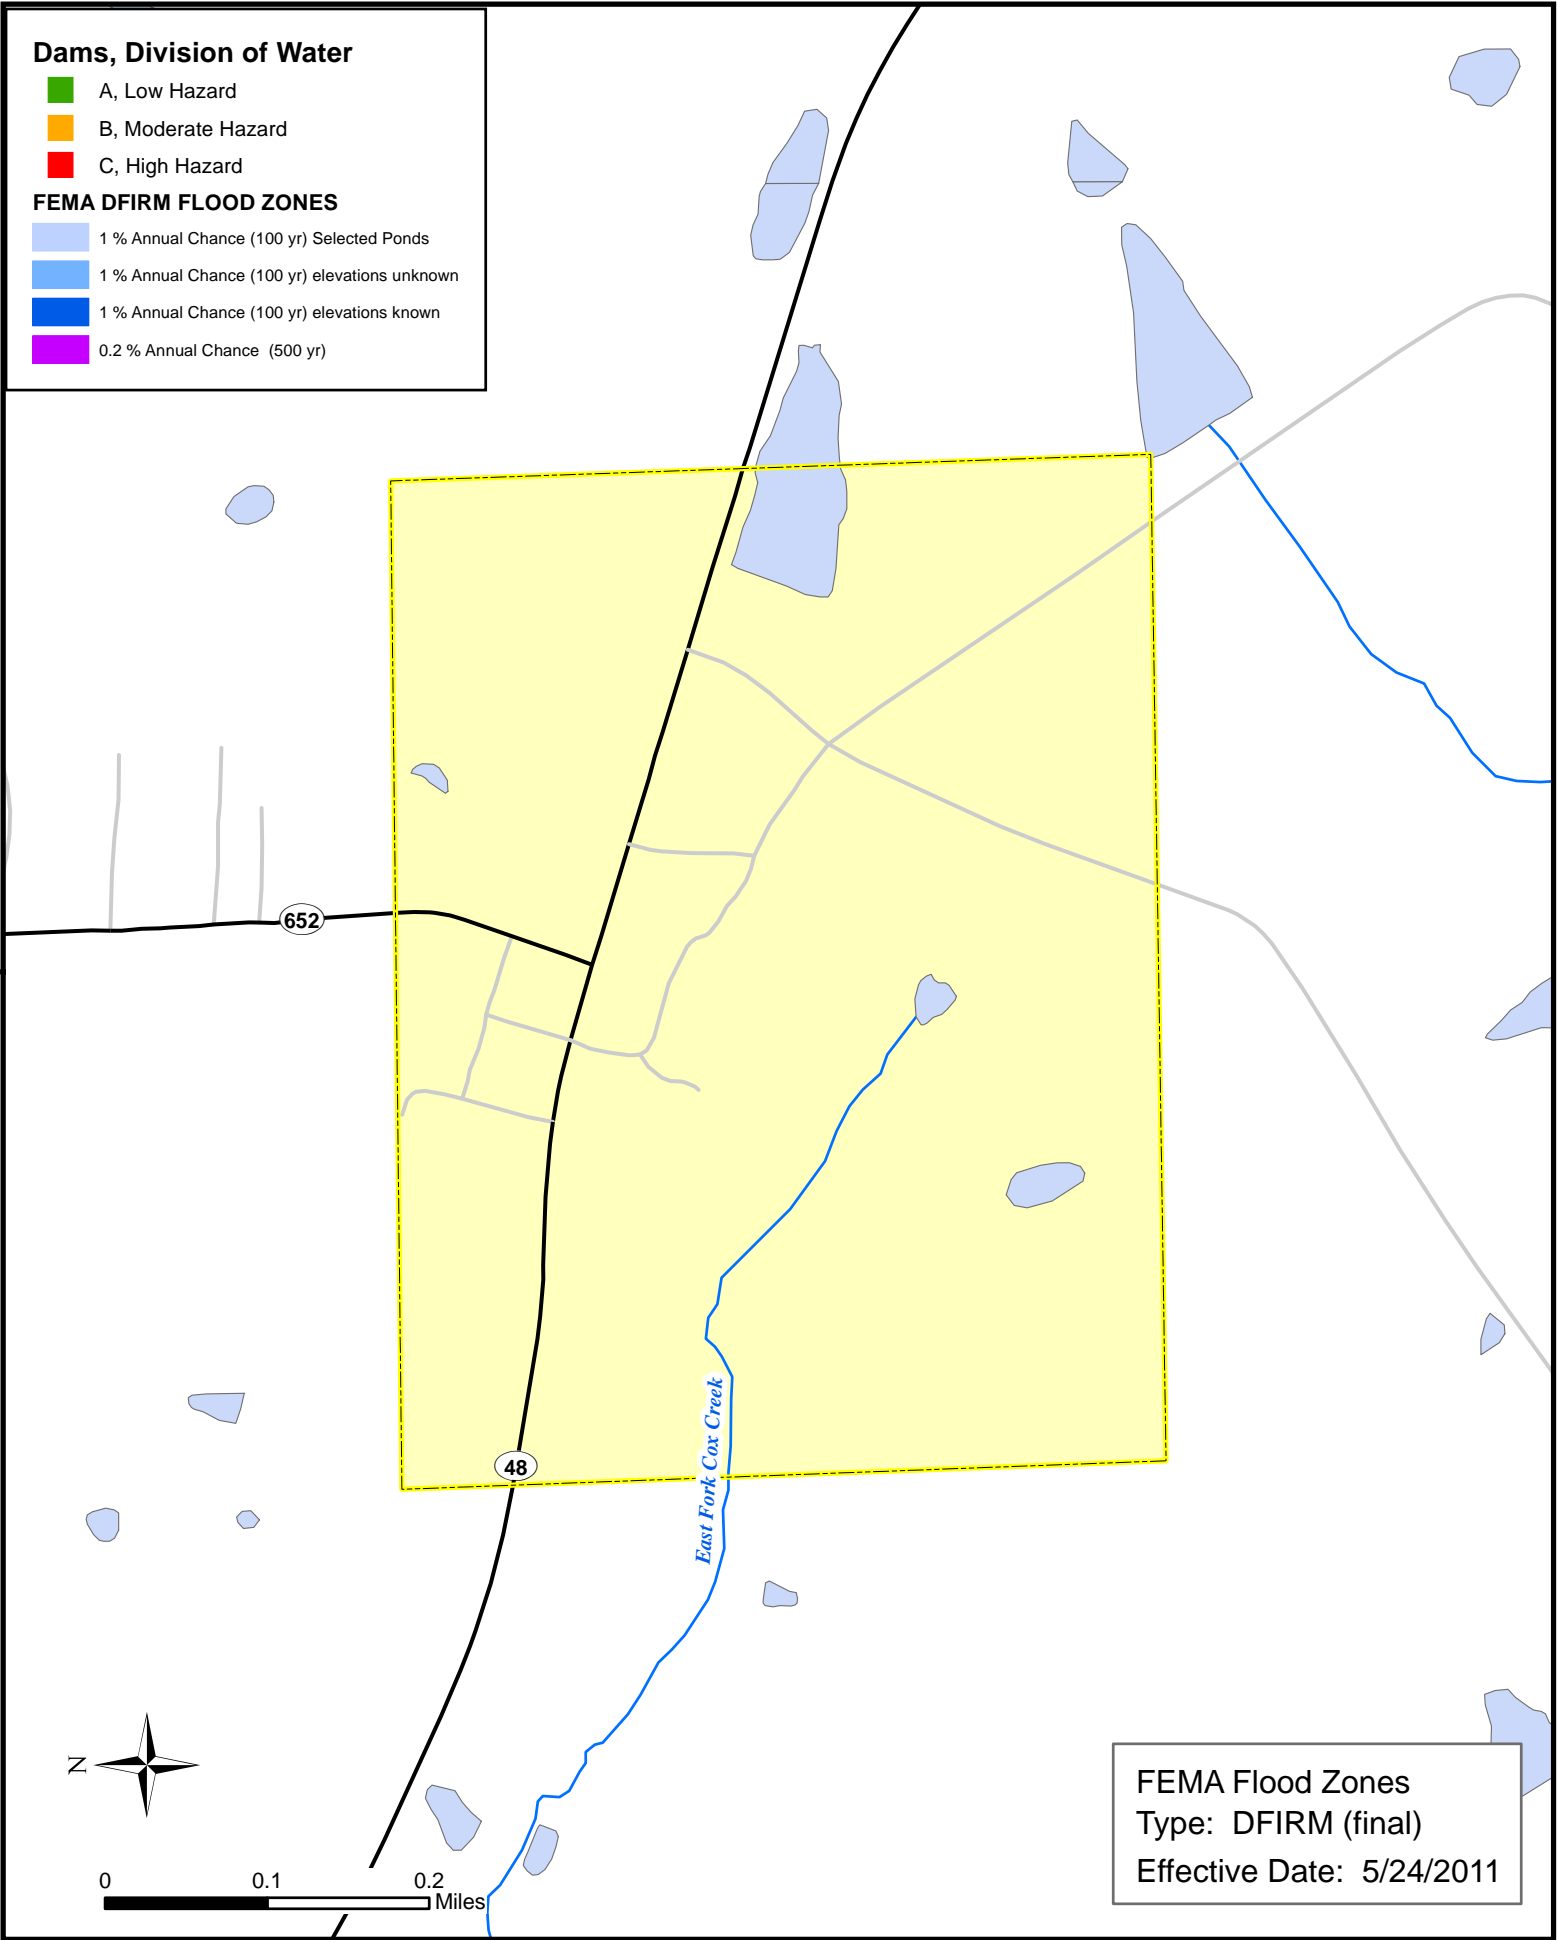 Dams, Division of Water
A, Low Hazard
B, Moderate Hazard
C, High Hazard
FEMA DFIRM FLOOD ZONES
1 % Annual Chance (100 yr) Selected Ponds
1 % Annual Chance (100 yr) elevations unknown
1 % Annual Chance (100 yr) elevations known
0.2 % Annual Chance (500 yr)
652
48
East Fork Cox Creek
N
0 0.1 0.2
Miles
FEMA Flood Zones
Type: DFIRM (final)
Effective Date: 5/24/2011